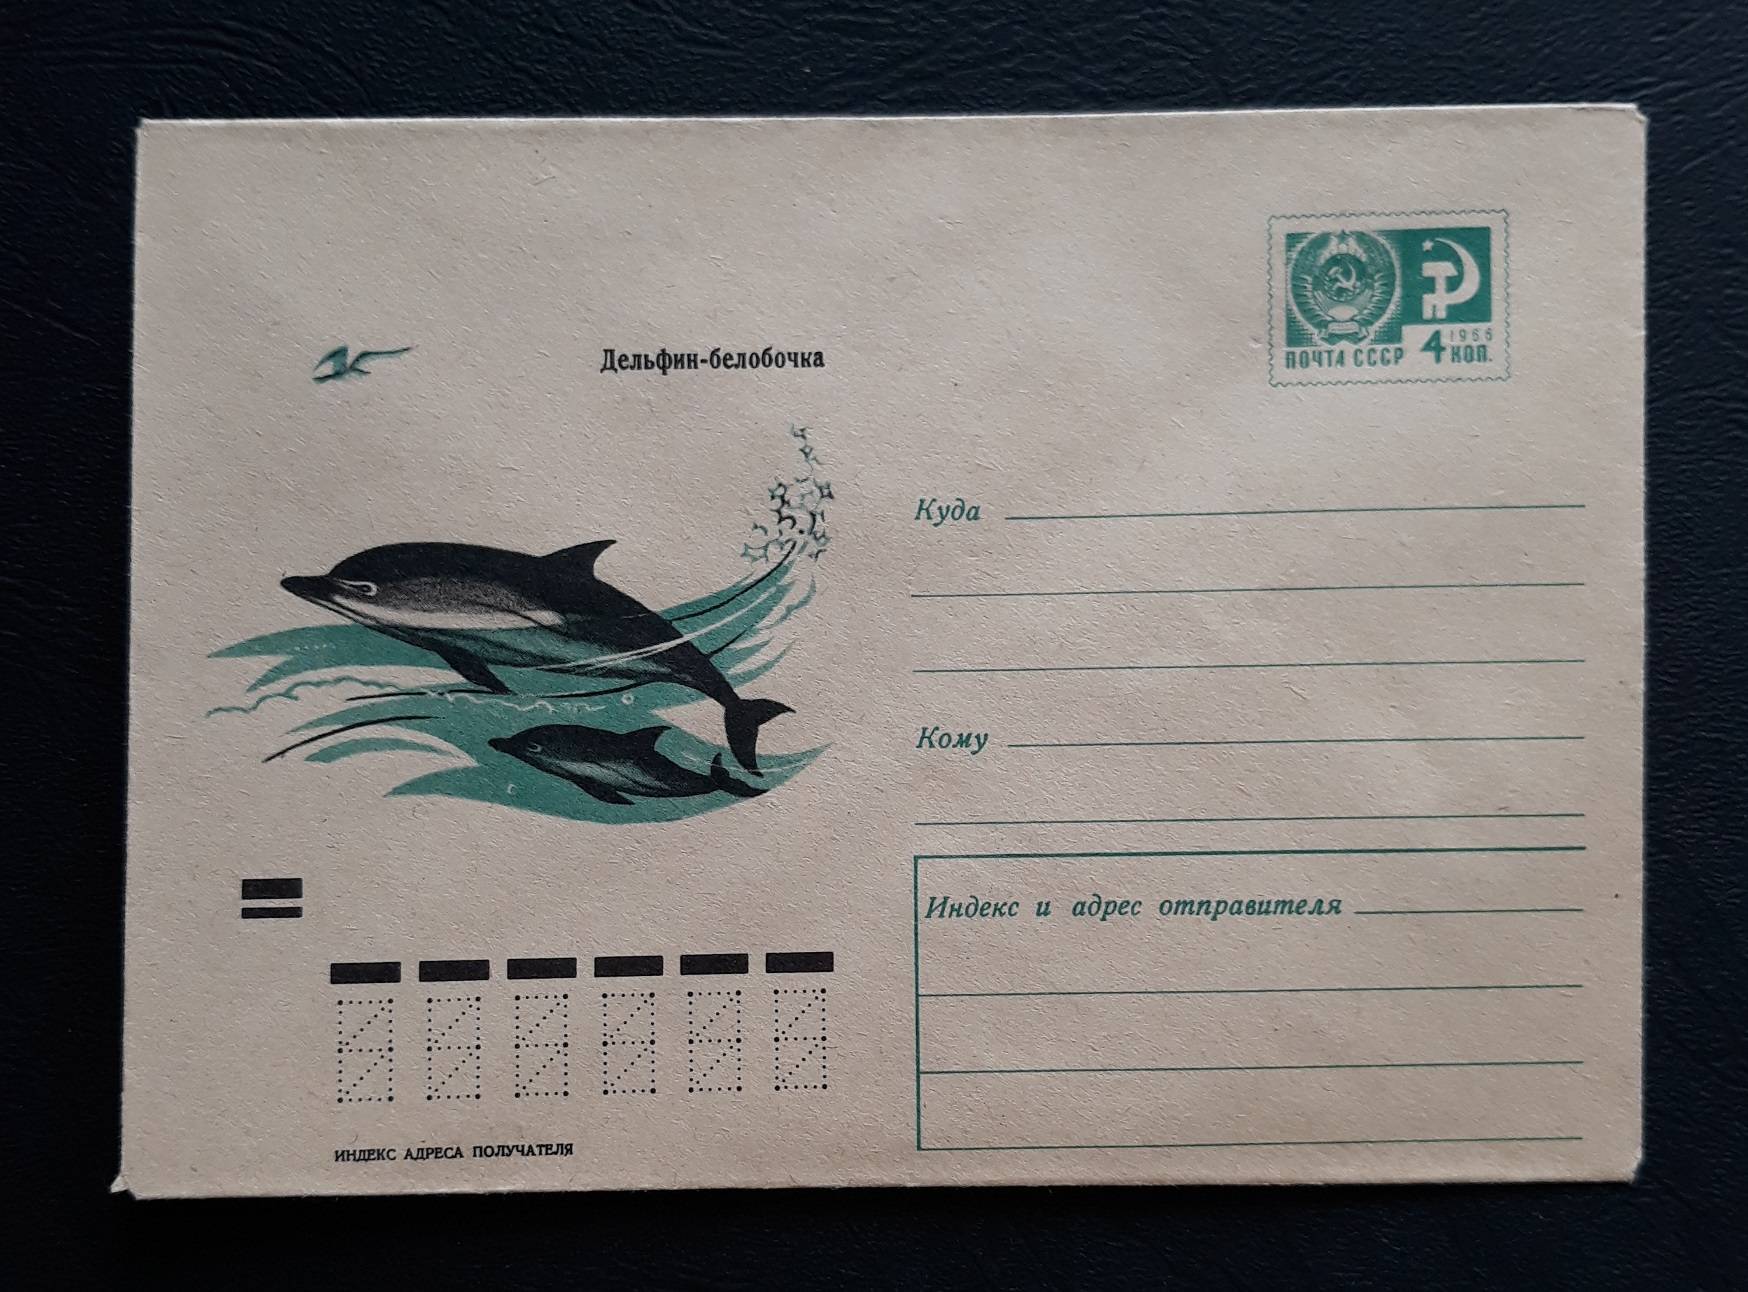 1966
ПОЧТА СССР 4 КОП.
Дельфин-белобочка
Куда
Кому
Индекс и адрес отправителя
ИНДЕКС АДРЕСА ПОЛУЧАТЕЛЯ